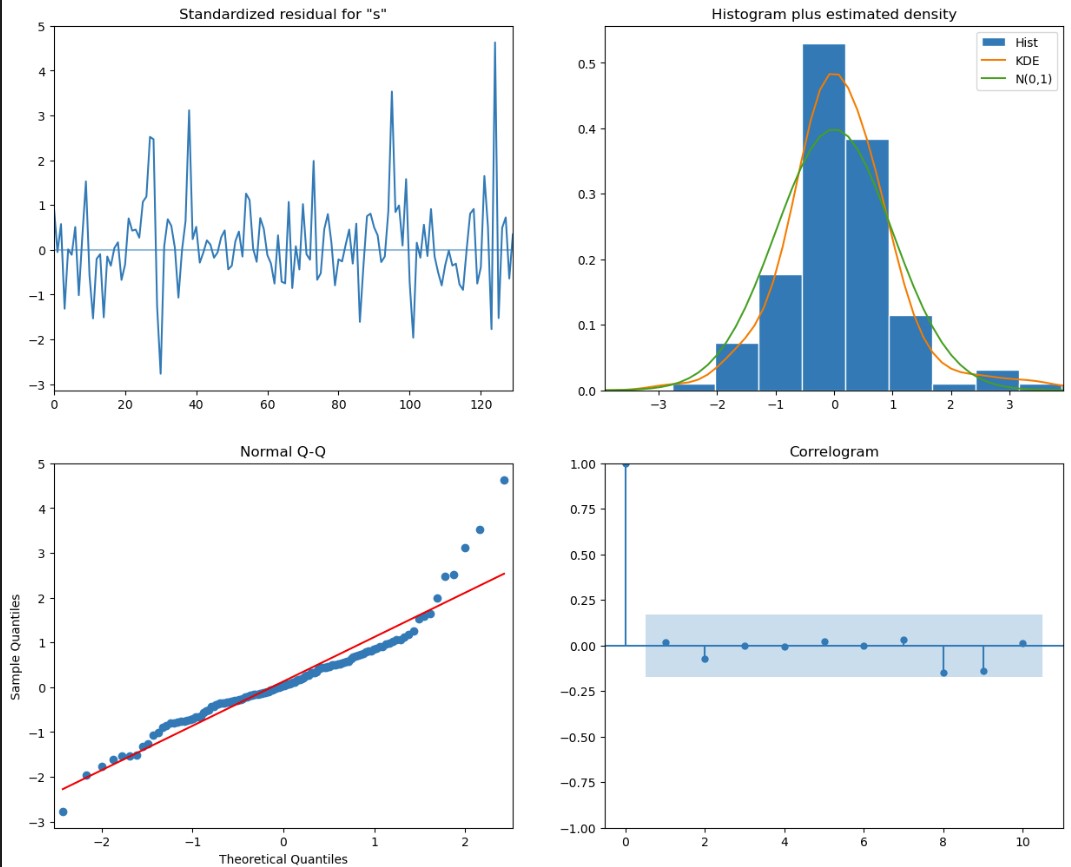 Standardized residual for "s"
5
4
3
2
1
0
−1
−2
−3
0 20 40 60 80 100 120
Histogram plus estimated density
Hist
KDE
N(0,1)
0.5
0.4
0.3
0.2
0.1
0.0
−3 −2 −1 0 1 2 3
Normal Q-Q
Sample Quantiles
5
4
3
2
1
0
−1
−2
−3
−2 −1 0 1 2
Theoretical Quantiles
Correlogram
1.00
0.75
0.50
0.25
0.00
−0.25
−0.50
−0.75
−1.00
0 2 4 6 8 10